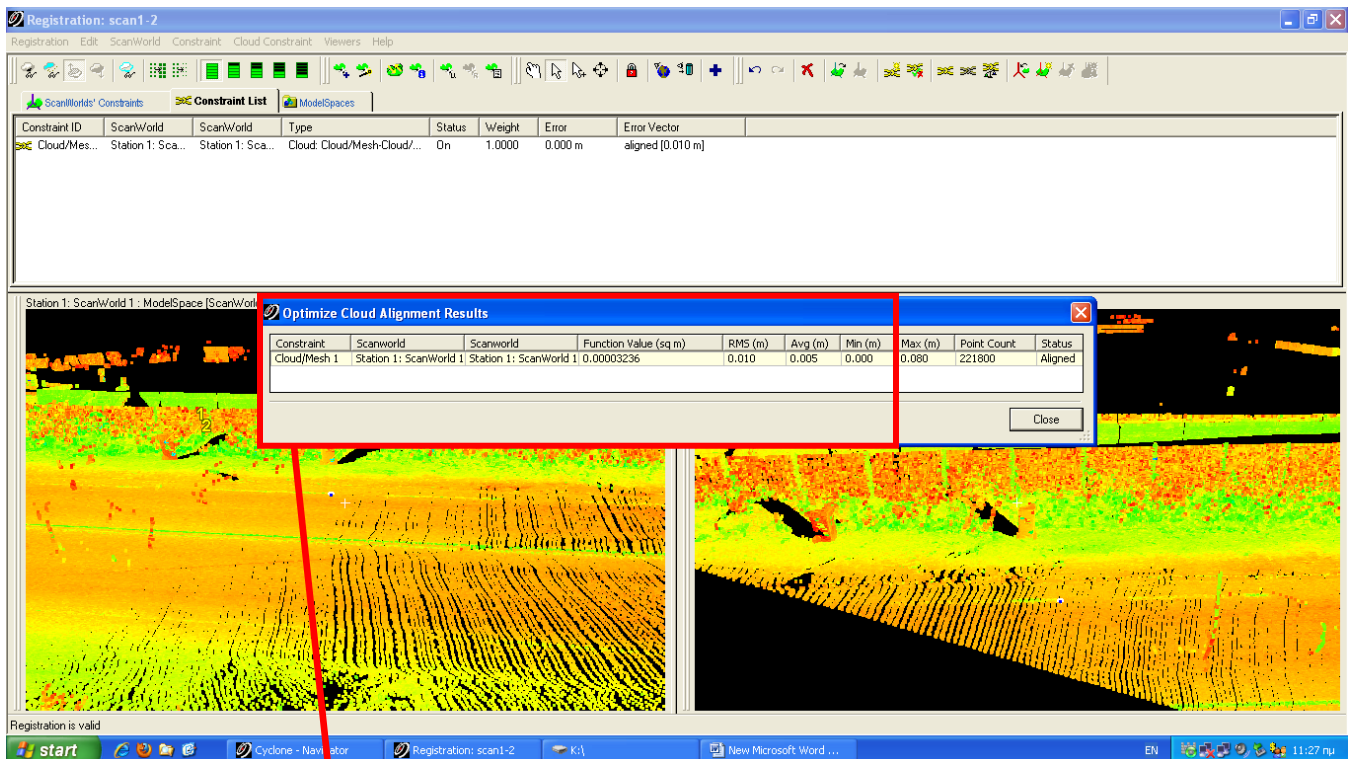 Registration: scan1-2
Registration Edit ScanWorld Constraint Cloud Constraint Viewers Help
ScanWorlds' Constraints Constraint List ModelSpaces
Constraint ID ScanWorld ScanWorld Type Status Weight Error Error Vector
Cloud/Mes... Station 1: Sca... Station 1: Sca... Cloud: Cloud/Mesh-Cloud/... On 1.0000 0.000 m aligned [0.010 m]
Station 1: ScanWorld 1 : ModelSpace [ScanWorl
Optimize Cloud Alignment Results
Constraint Scanworld Scanworld Function Value (sq m) RMS (m) Avg (m) Min (m) Max (m) Point Count Status
Cloud/Mesh 1 Station 1: ScanWorld 1 Station 1: ScanWorld 1 0.00003236 0.010 0.005 0.000 0.080 221800 Aligned
Close
1
2
Registration is valid
start Cyclone - Navigator Registration: scan1-2 K:\ New Microsoft Word ... EN 11:27 πμ